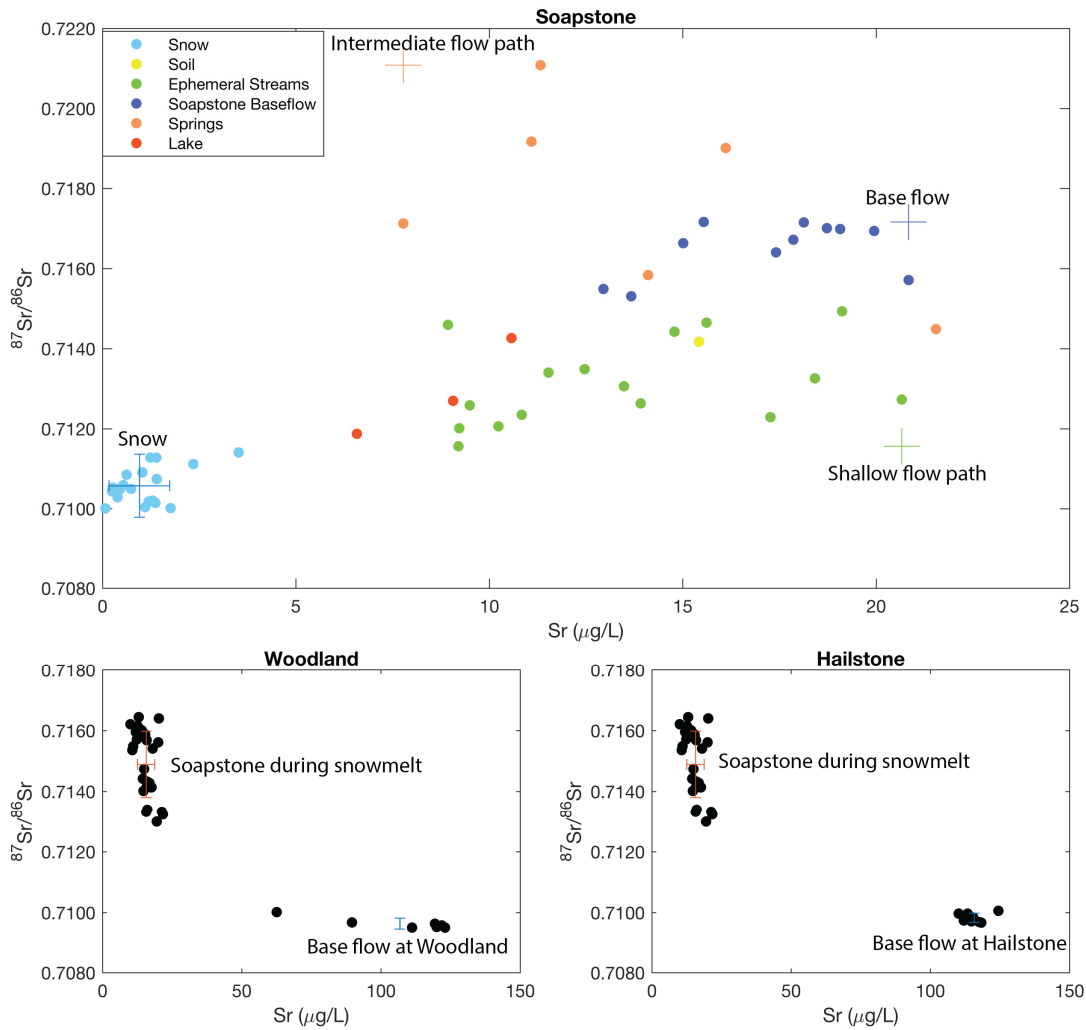 Soapstone
0.7220
0.7200
0.7180
0.7160
0.7140
0.7120
0.7100
0.7080
⁸⁷Sr/⁸⁶Sr
Snow
Soil
Ephemeral Streams
Soapstone Baseflow
Springs
Lake
Intermediate flow path
Base flow
Snow
Shallow flow path
0 5 10 15 20 25
Sr (μg/L)
Woodland
0.7180
0.7160
0.7140
0.7120
0.7100
0.7080
⁸⁷Sr/⁸⁶Sr
Soapstone during snowmelt
Base flow at Woodland
0 50 100 150
Sr (μg/L)
Hailstone
0.7180
0.7160
0.7140
0.7120
0.7100
0.7080
⁸⁷Sr/⁸⁶Sr
Soapstone during snowmelt
Base flow at Hailstone
0 50 100 150
Sr (μg/L)